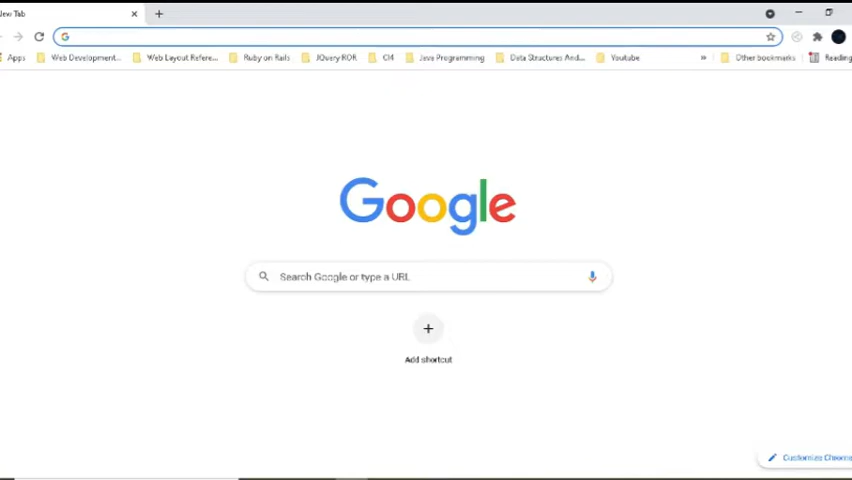 New Tab
Apps Web Development... Web Layout Refere... Ruby on Rails JQuery ROR CI4 Java Programming Data Structures And... Youtube » Other bookmarks Reading
Google
Search Google or type a URL
Add shortcut
Customize Chrome